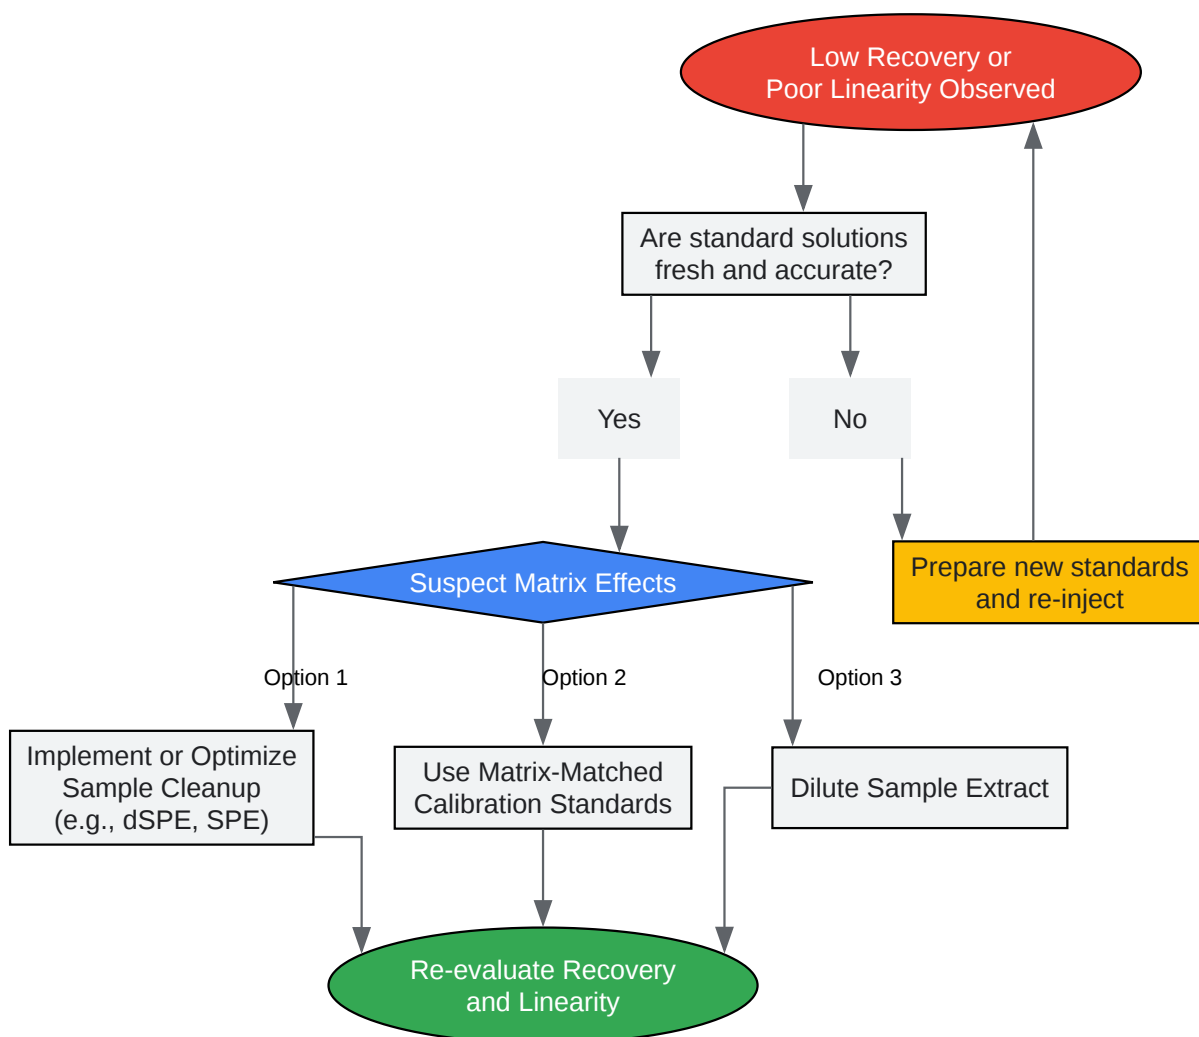 Low Recovery or
Poor Linearity Observed
Are standard solutions
fresh and accurate?
Yes
No
Prepare new standards
and re-inject
Suspect Matrix Effects
Option 1
Option 2
Option 3
Implement or Optimize
Sample Cleanup
(e.g., dSPE, SPE)
Use Matrix-Matched
Calibration Standards
Dilute Sample Extract
Re-evaluate Recovery
and Linearity